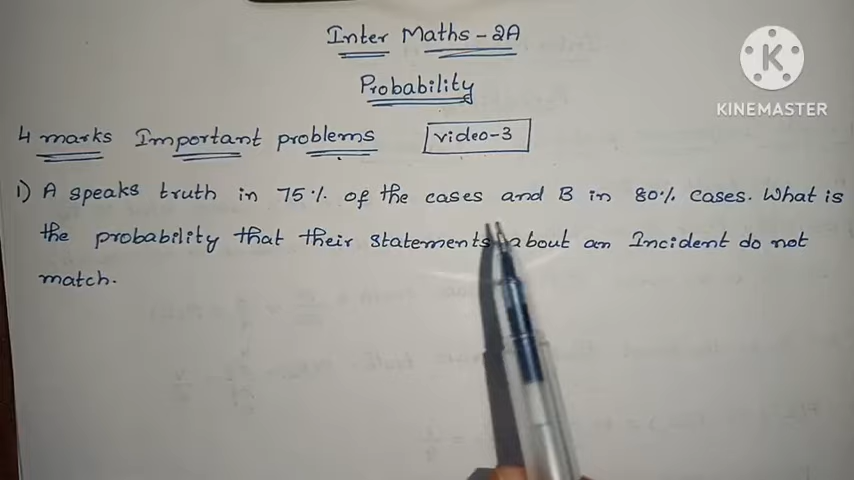 Inter Maths - 2A
Probability
KINEMASTER
4 marks Important problems video-3
1) A speaks truth in 75% of the cases and B in 80% cases. What is
the probability that their statements about an Incident do not
match.